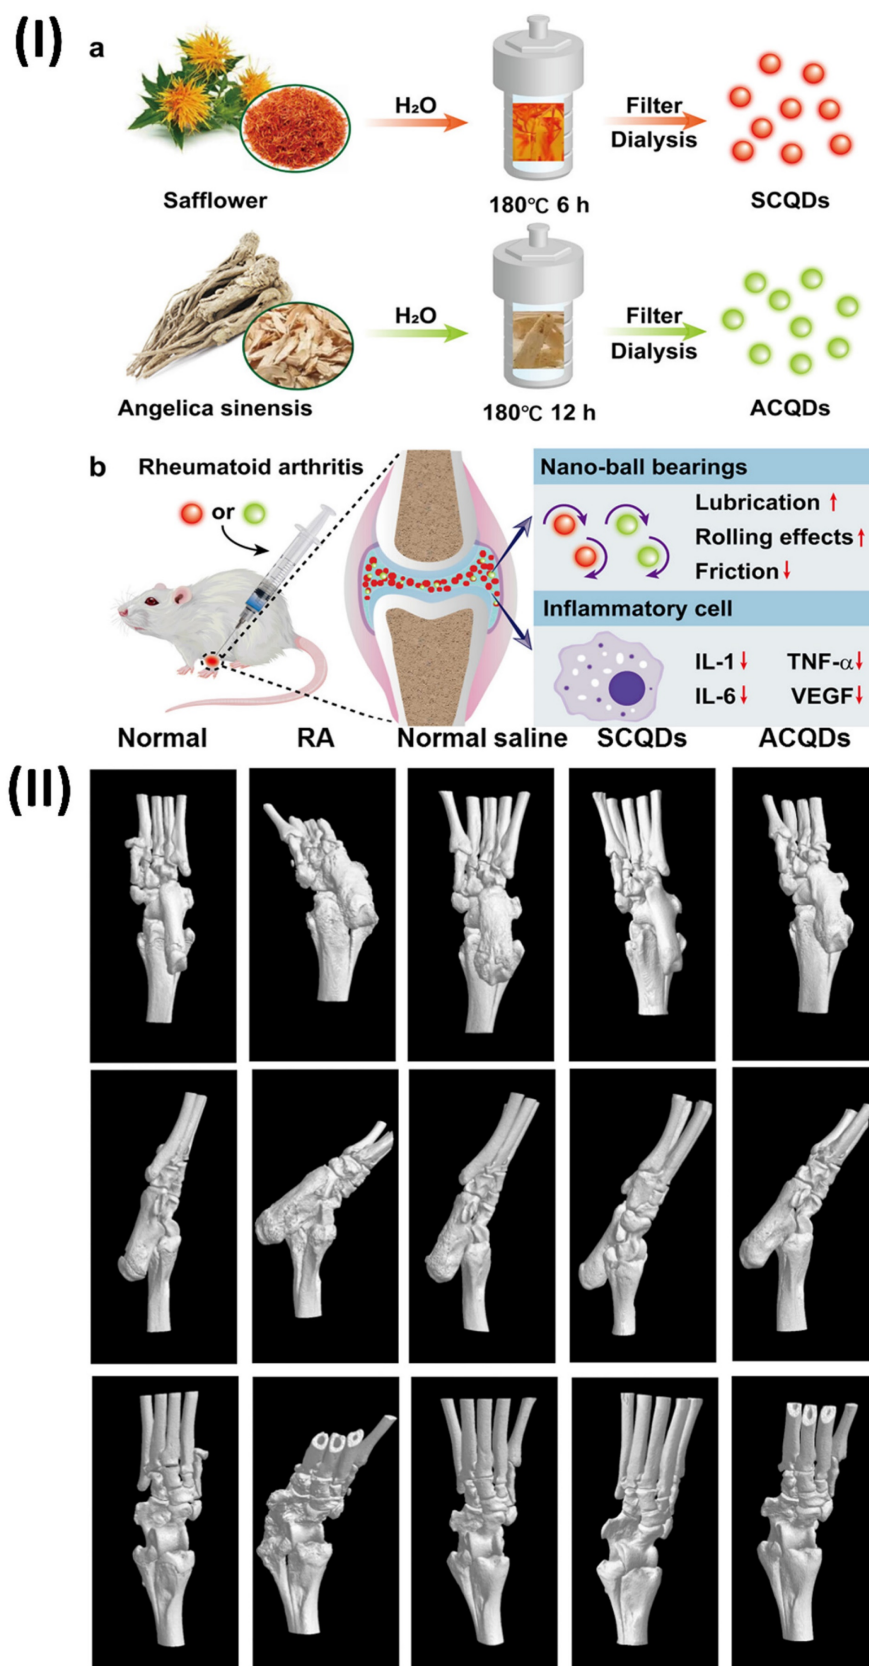 (I)
a
H₂O
Filter
Dialysis
Safflower
180℃ 6 h
SCQDs
H₂O
Filter
Dialysis
Angelica sinensis
180℃ 12 h
ACQDs
b
Rheumatoid arthritis
or
Nano-ball bearings
Lubrication ↑
Rolling effects ↑
Friction ↓
Inflammatory cell
IL-1 ↓ TNF-α ↓
IL-6 ↓ VEGF ↓
Normal RA Normal saline SCQDs ACQDs
(II)